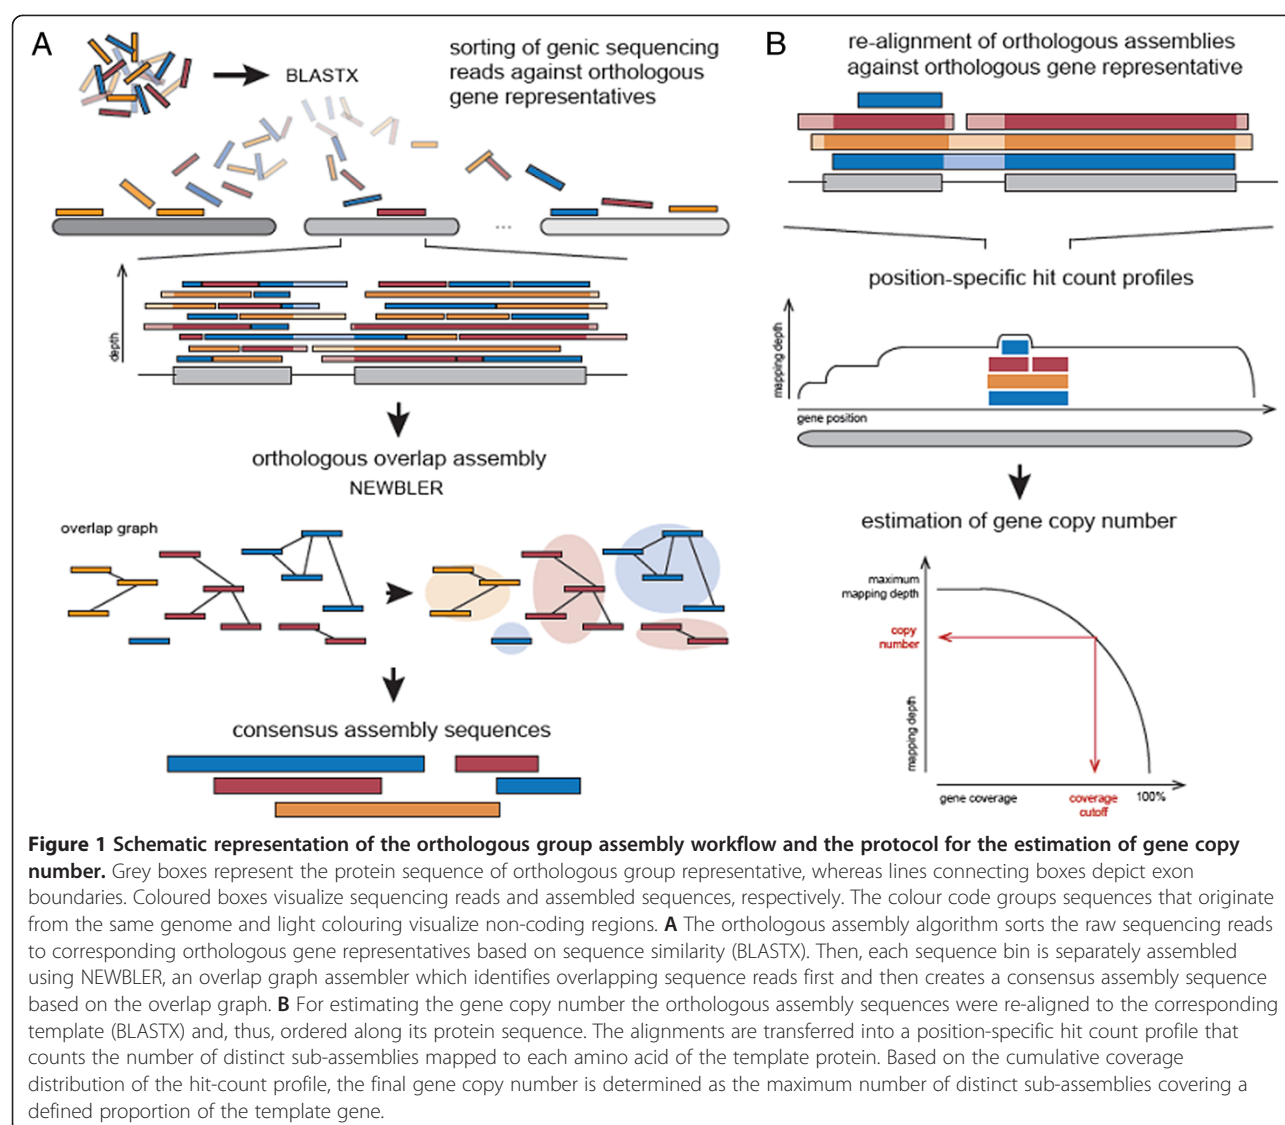 A
BLASTX
sorting of genic sequencing
reads against orthologous
gene representatives
...
depth
orthologous overlap assembly
NEWBLER
overlap graph
consensus assembly sequences
B
re-alignment of orthologous assemblies
against orthologous gene representative
position-specific hit count profiles
mapping depth
gene position
estimation of gene copy number
maximum
mapping depth
copy
number
mapping depth
gene coverage
coverage
cutoff
100%
Figure 1 Schematic representation of the orthologous group assembly workflow and the protocol for the estimation of gene copy
number. Grey boxes represent the protein sequence of orthologous group representative, whereas lines connecting boxes depict exon
boundaries. Coloured boxes visualize sequencing reads and assembled sequences, respectively. The colour code groups sequences that originate
from the same genome and light colouring visualize non-coding regions. A The orthologous assembly algorithm sorts the raw sequencing reads
to corresponding orthologous gene representatives based on sequence similarity (BLASTX). Then, each sequence bin is separately assembled
using NEWBLER, an overlap graph assembler which identifies overlapping sequence reads first and then creates a consensus assembly sequence
based on the overlap graph. B For estimating the gene copy number the orthologous assembly sequences were re-aligned to the corresponding
template (BLASTX) and, thus, ordered along its protein sequence. The alignments are transferred into a position-specific hit count profile that
counts the number of distinct sub-assemblies mapped to each amino acid of the template protein. Based on the cumulative coverage
distribution of the hit-count profile, the final gene copy number is determined as the maximum number of distinct sub-assemblies covering a
defined proportion of the template gene.